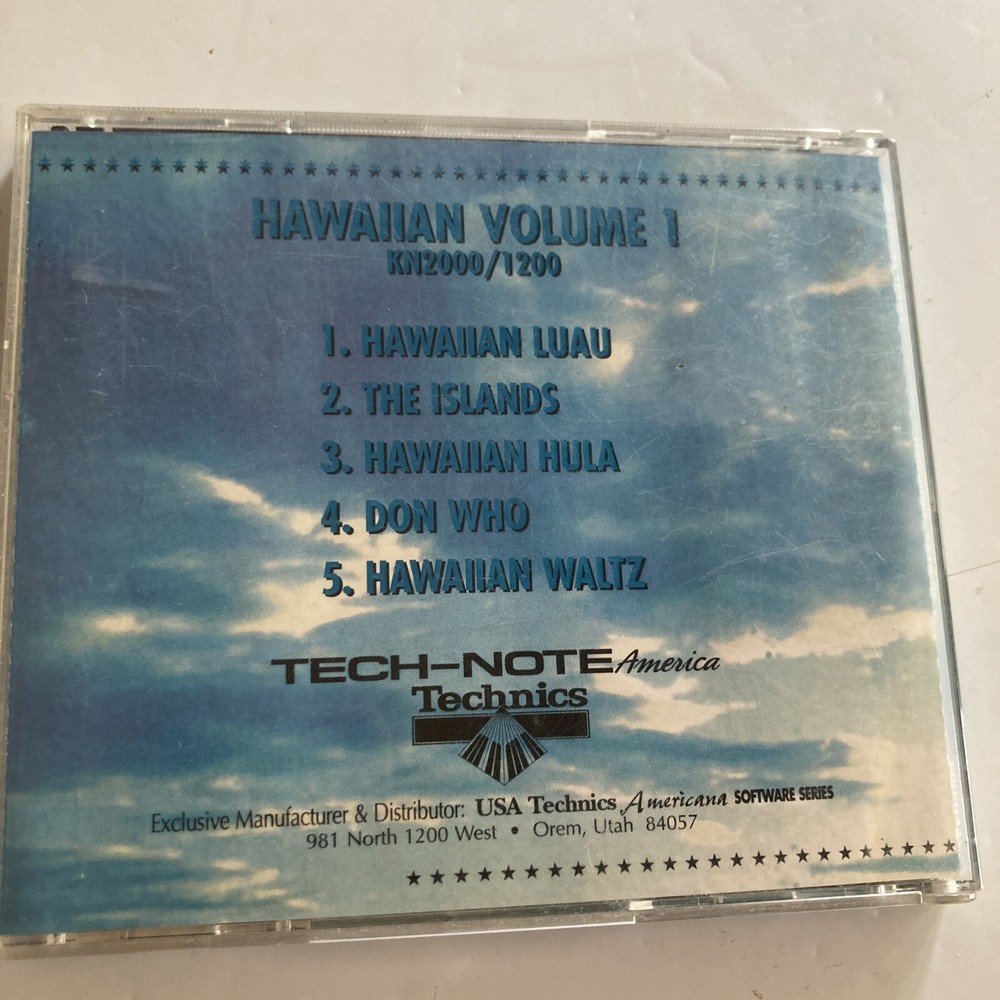 HAWAIIAN VOLUME 1
KN2000/1200
1. HAWAIIAN LUAU
2. THE ISLANDS
3. HAWAIIAN HULA
4. DON WHO
5. HAWAIIAN WALTZ
TECH-NOTE America
Technics
Exclusive Manufacturer & Distributor: USA Technics Americana SOFTWARE SERIES
981 North 1200 West • Orem, Utah 84057